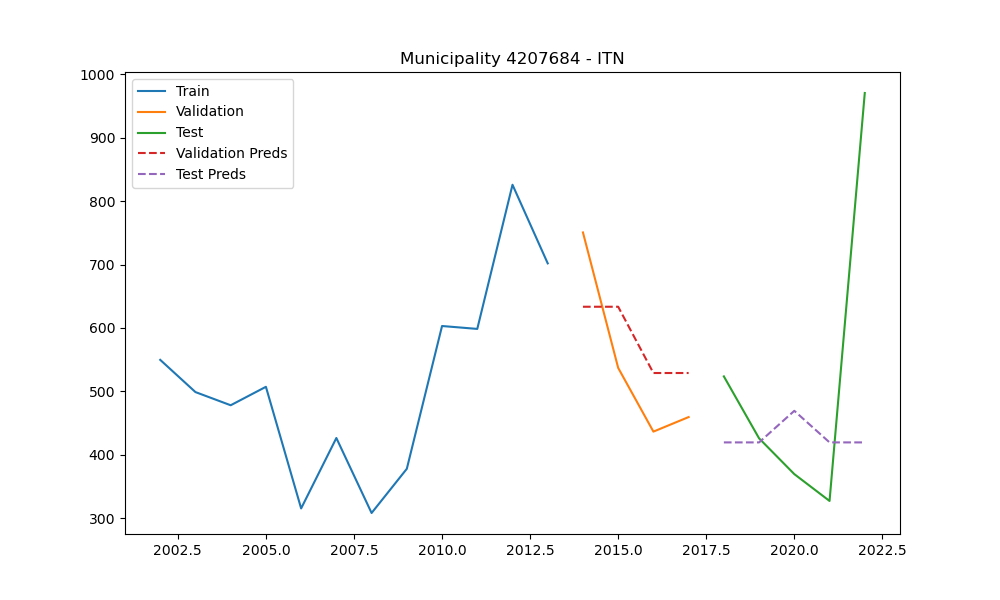 Municipality 4207684 - ITN
1000
900
800
700
600
500
400
300
Train
Validation
Test
Validation Preds
Test Preds
2002.5 2005.0 2007.5 2010.0 2012.5 2015.0 2017.5 2020.0 2022.5